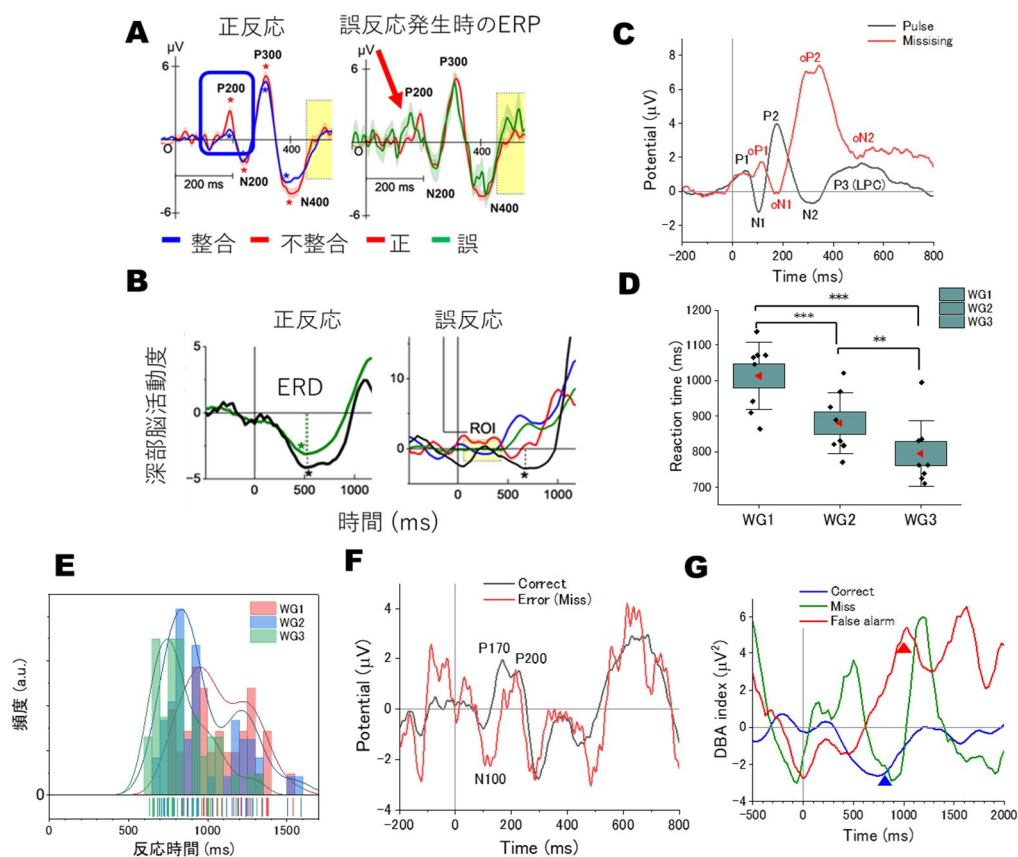 A
正反応
誤反応発生時のERP
μV
6
P200
P300
O
400
200 ms
N200
N400
-6
μV
6
P200
P300
O
400
200 ms
N200
N400
-6
整合
不整合
正
誤
B
正反応
誤反応
深部脳活動度
5
0
-5
ERD
*
*
0
500
1000
10
0
ROI
*
0
500
1000
時間 (ms)
C
Pulse
Missising
Potential (μV)
8
6
4
2
0
-2
P1
oP1
P2
oP2
N1
oN1
N2
oN2
P3 (LPC)
-200
0
200
400
600
800
Time (ms)
D
WG1
WG2
WG3
***
***
**
Reaction time (ms)
1200
1100
1000
900
800
700
WG1
WG2
WG3
E
WG1
WG2
WG3
頻度 (a.u.)
0
0
500
1000
1500
反応時間 (ms)
F
Correct
Error (Miss)
Potential (μV)
6
4
2
0
-2
-4
P170
P200
N100
-200
0
200
400
600
800
Time (ms)
G
Correct
Miss
False alarm
DBA index (μV²)
6
4
2
0
-2
-4
-500
0
500
1000
1500
2000
Time (ms)